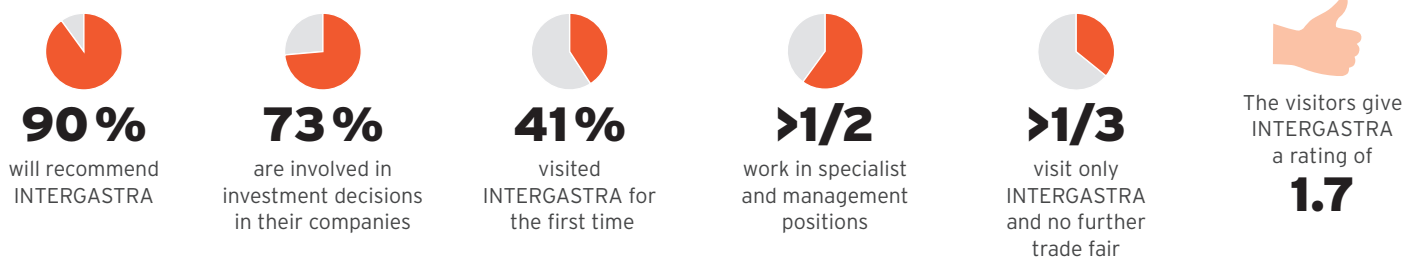 90 %
will recommend
INTERGASTRA
73 %
are involved in
investment decisions
in their companies
41 %
visited
INTERGASTRA for
the first time
>1/2
work in specialist
and management
positions
>1/3
visit only
INTERGASTRA
and no further
trade fair
The visitors give
INTERGASTRA
a rating of
1.7